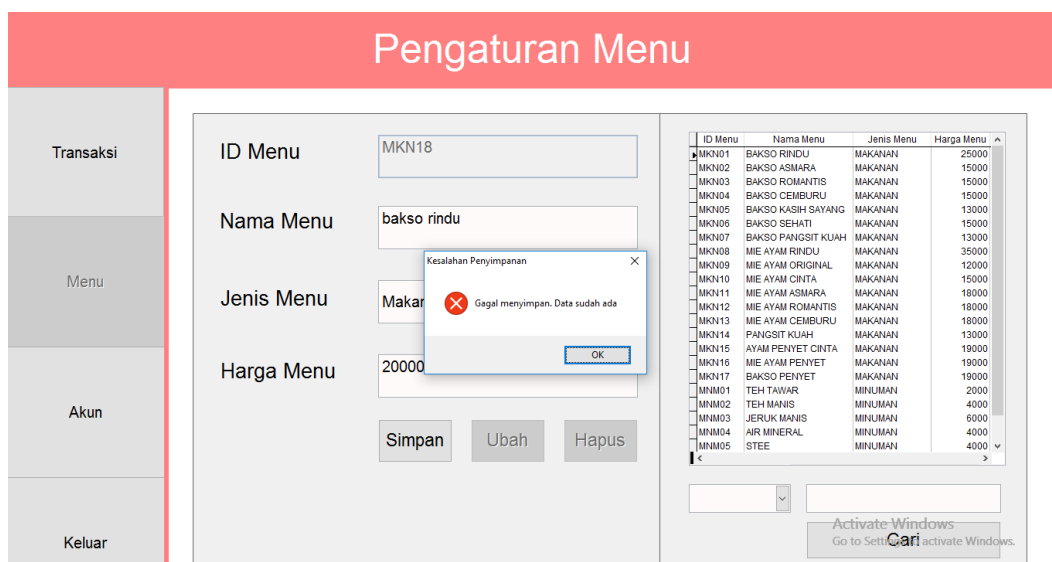 Pengaturan Menu
Transaksi
Menu
Akun
Keluar
ID Menu MKN18
Nama Menu bakso rindu
Jenis Menu Makan
Harga Menu 20000
Simpan Ubah Hapus
Kesalahan Penyimpanan
Gagal menyimpan. Data sudah ada
OK
ID Menu Nama Menu Jenis Menu Harga Menu
MKN01 BAKSO RINDU MAKANAN 25000
MKN02 BAKSO ASMARA MAKANAN 15000
MKN03 BAKSO ROMANTIS MAKANAN 15000
MKN04 BAKSO CEMBURU MAKANAN 15000
MKN05 BAKSO KASIH SAYANG MAKANAN 13000
MKN06 BAKSO SEHATI MAKANAN 15000
MKN07 BAKSO PANGSIT KUAH MAKANAN 13000
MKN08 MIE AYAM RINDU MAKANAN 35000
MKN09 MIE AYAM ORIGINAL MAKANAN 12000
MKN10 MIE AYAM CINTA MAKANAN 15000
MKN11 MIE AYAM ASMARA MAKANAN 18000
MKN12 MIE AYAM ROMANTIS MAKANAN 18000
MKN13 MIE AYAM CEMBURU MAKANAN 18000
MKN14 PANGSIT KUAH MAKANAN 13000
MKN15 AYAM PENYET CINTA MAKANAN 19000
MKN16 MIE AYAM PENYET MAKANAN 19000
MKN17 BAKSO PENYET MAKANAN 19000
MNM01 TEH TAWAR MINUMAN 2000
MNM02 TEH MANIS MINUMAN 4000
MNM03 JERUK MANIS MINUMAN 6000
MNM04 AIR MINERAL MINUMAN 4000
MNM05 STEE MINUMAN 4000
Cari
Activate Windows
Go to Settings to activate Windows.